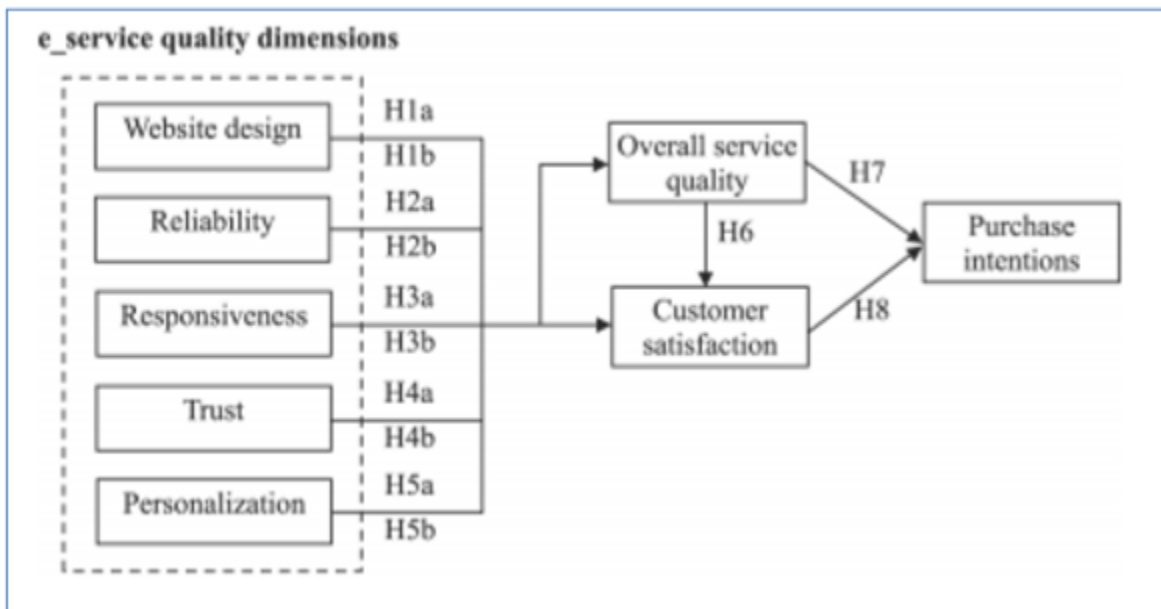 e_service quality dimensions
Website design
H1a
H1b
Reliability
H2a
H2b
Responsiveness
H3a
H3b
Trust
H4a
H4b
Personalization
H5a
H5b
Overall service
quality
H6
Customer
satisfaction
H7
H8
Purchase
intentions